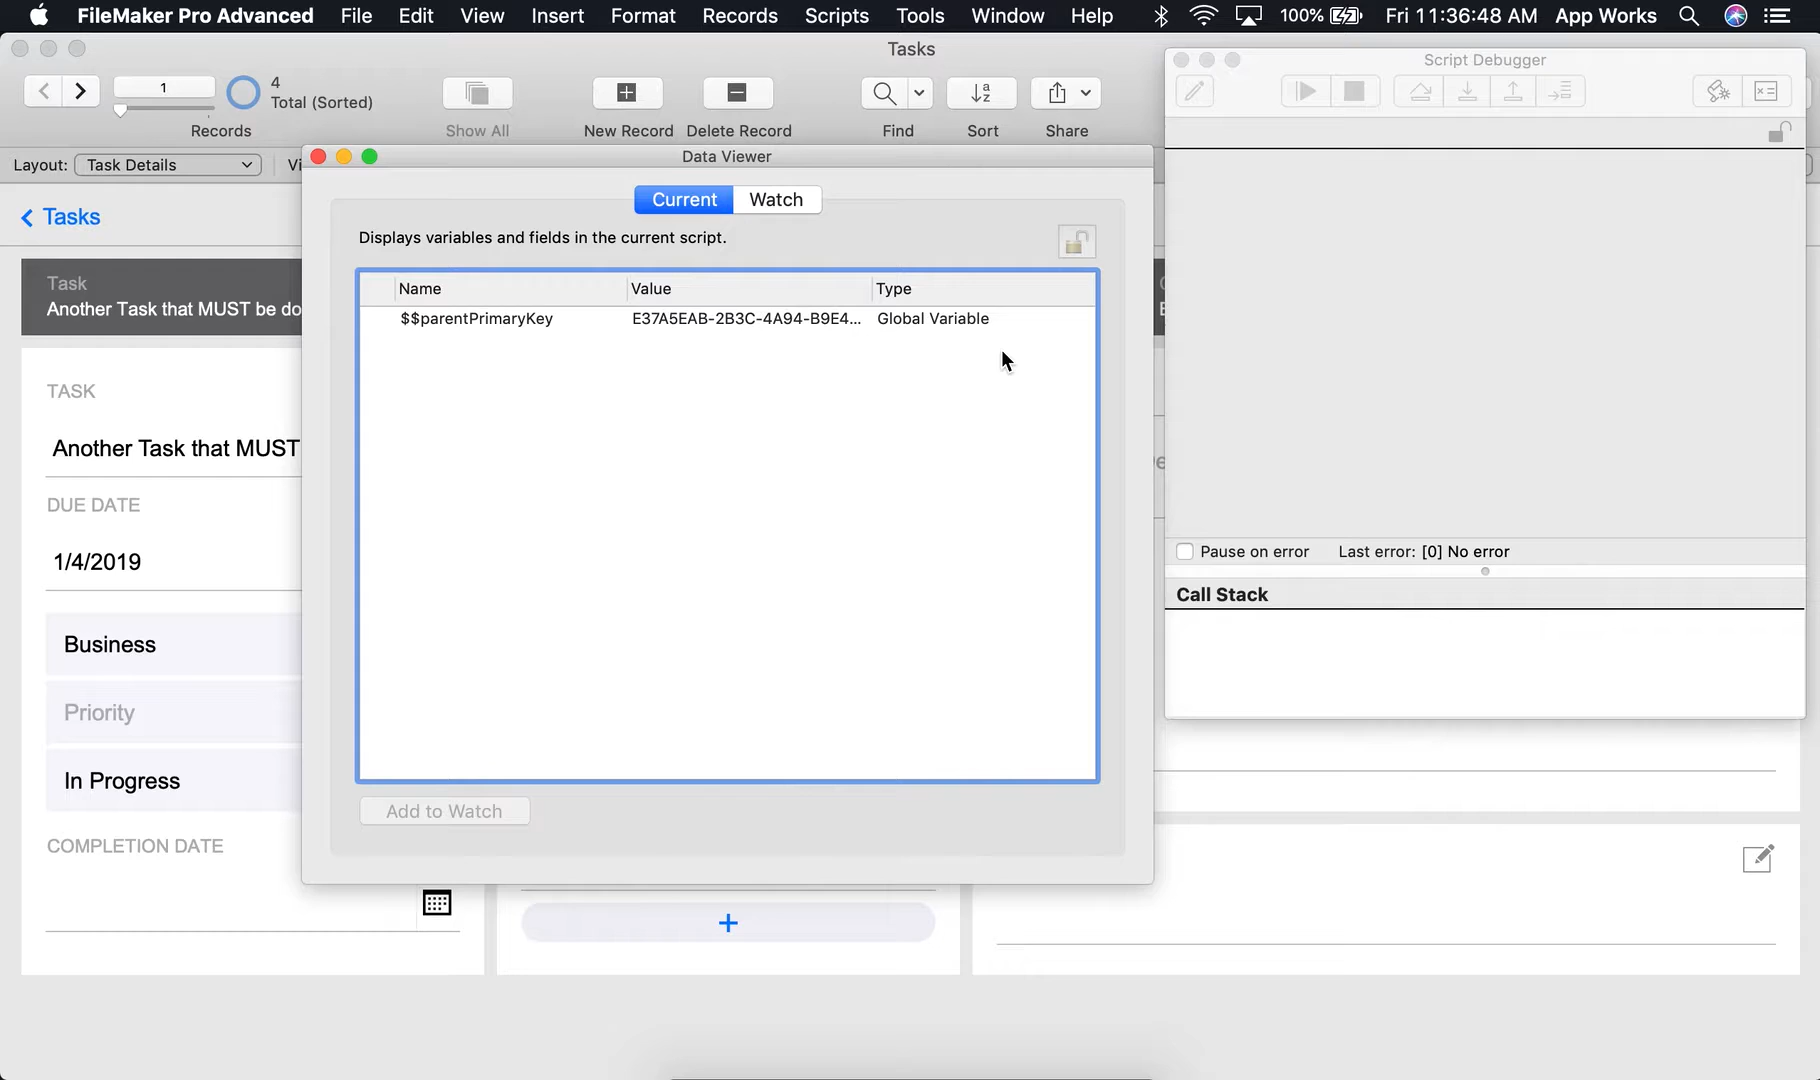 FileMaker Pro Advanced File Edit View Insert Format Records Scripts Tools Window Help 100% Fri 11:36:48 AM App Works
Tasks
1
4
Total (Sorted)
Records
Show All
New Record
Delete Record
Find
Sort
Share
Layout: Task Details Vi
Tasks
Task
Another Task that MUST be do
TASK
Another Task that MUST
DUE DATE
1/4/2019
Business
Priority
In Progress
COMPLETION DATE
Data Viewer
Current Watch
Displays variables and fields in the current script.
Name Value Type
$$parentPrimaryKey E37A5EAB-2B3C-4A94-B9E4... Global Variable
Add to Watch
+
Script Debugger
Pause on error Last error: [0] No error
Call Stack